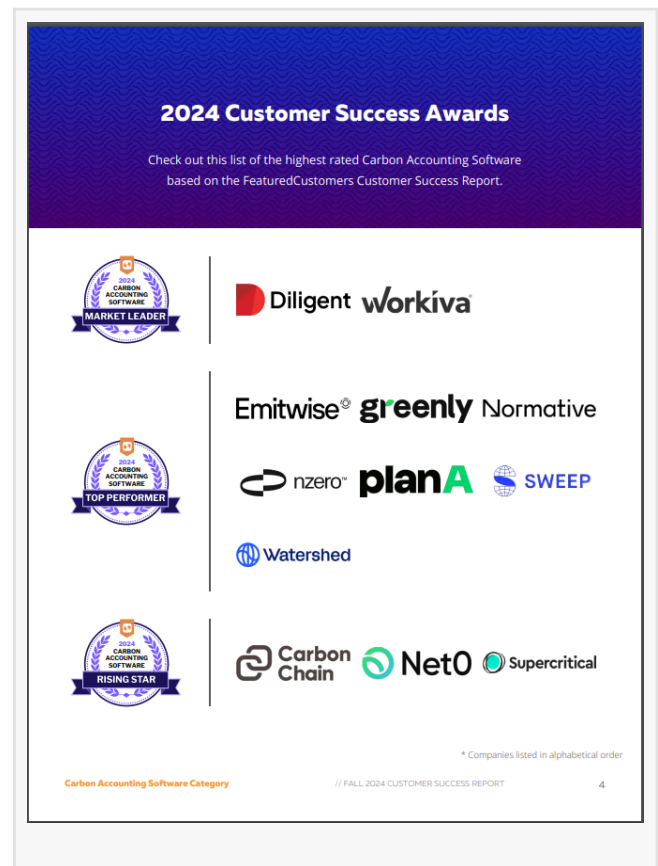 2024 Customer Success Awards
Check out this list of the highest rated Carbon Accounting Software
based on the FeaturedCustomers Customer Success Report.
2024
CARBON
ACCOUNTING
SOFTWARE
MARKET LEADER
Diligent workiva
Emitwise greenly Normative
2024
CARBON
ACCOUNTING
SOFTWARE
TOP PERFORMER
nzero™ planA SWEEP
Watershed
2024
CARBON
ACCOUNTING
SOFTWARE
RISING STAR
Carbon
Chain
Net0 Supercritical
* Companies listed in alphabetical order
Carbon Accounting Software Category // FALL 2024 CUSTOMER SUCCESS REPORT 4